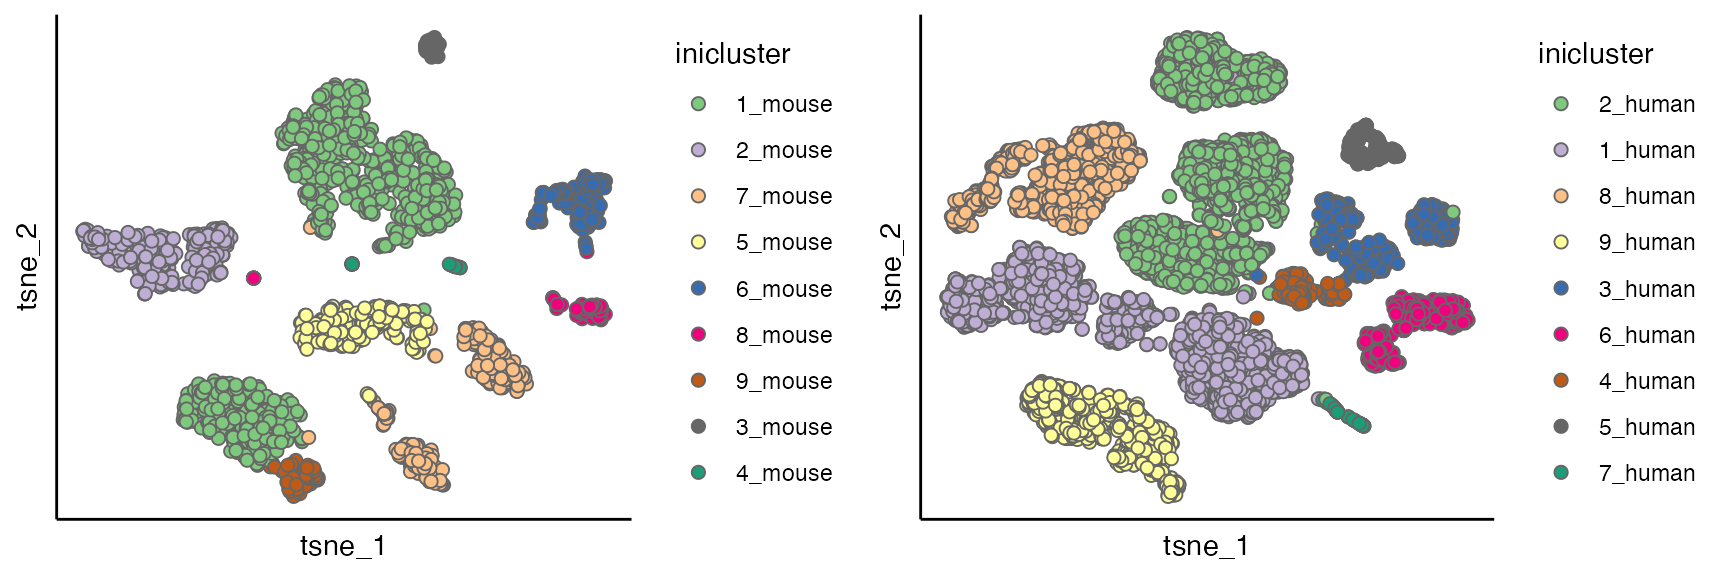 inicluster
1_mouse
2_mouse
7_mouse
5_mouse
6_mouse
8_mouse
9_mouse
3_mouse
4_mouse
tsne_2
tsne_1
inicluster
2_human
1_human
8_human
9_human
3_human
6_human
4_human
5_human
7_human
tsne_2
tsne_1